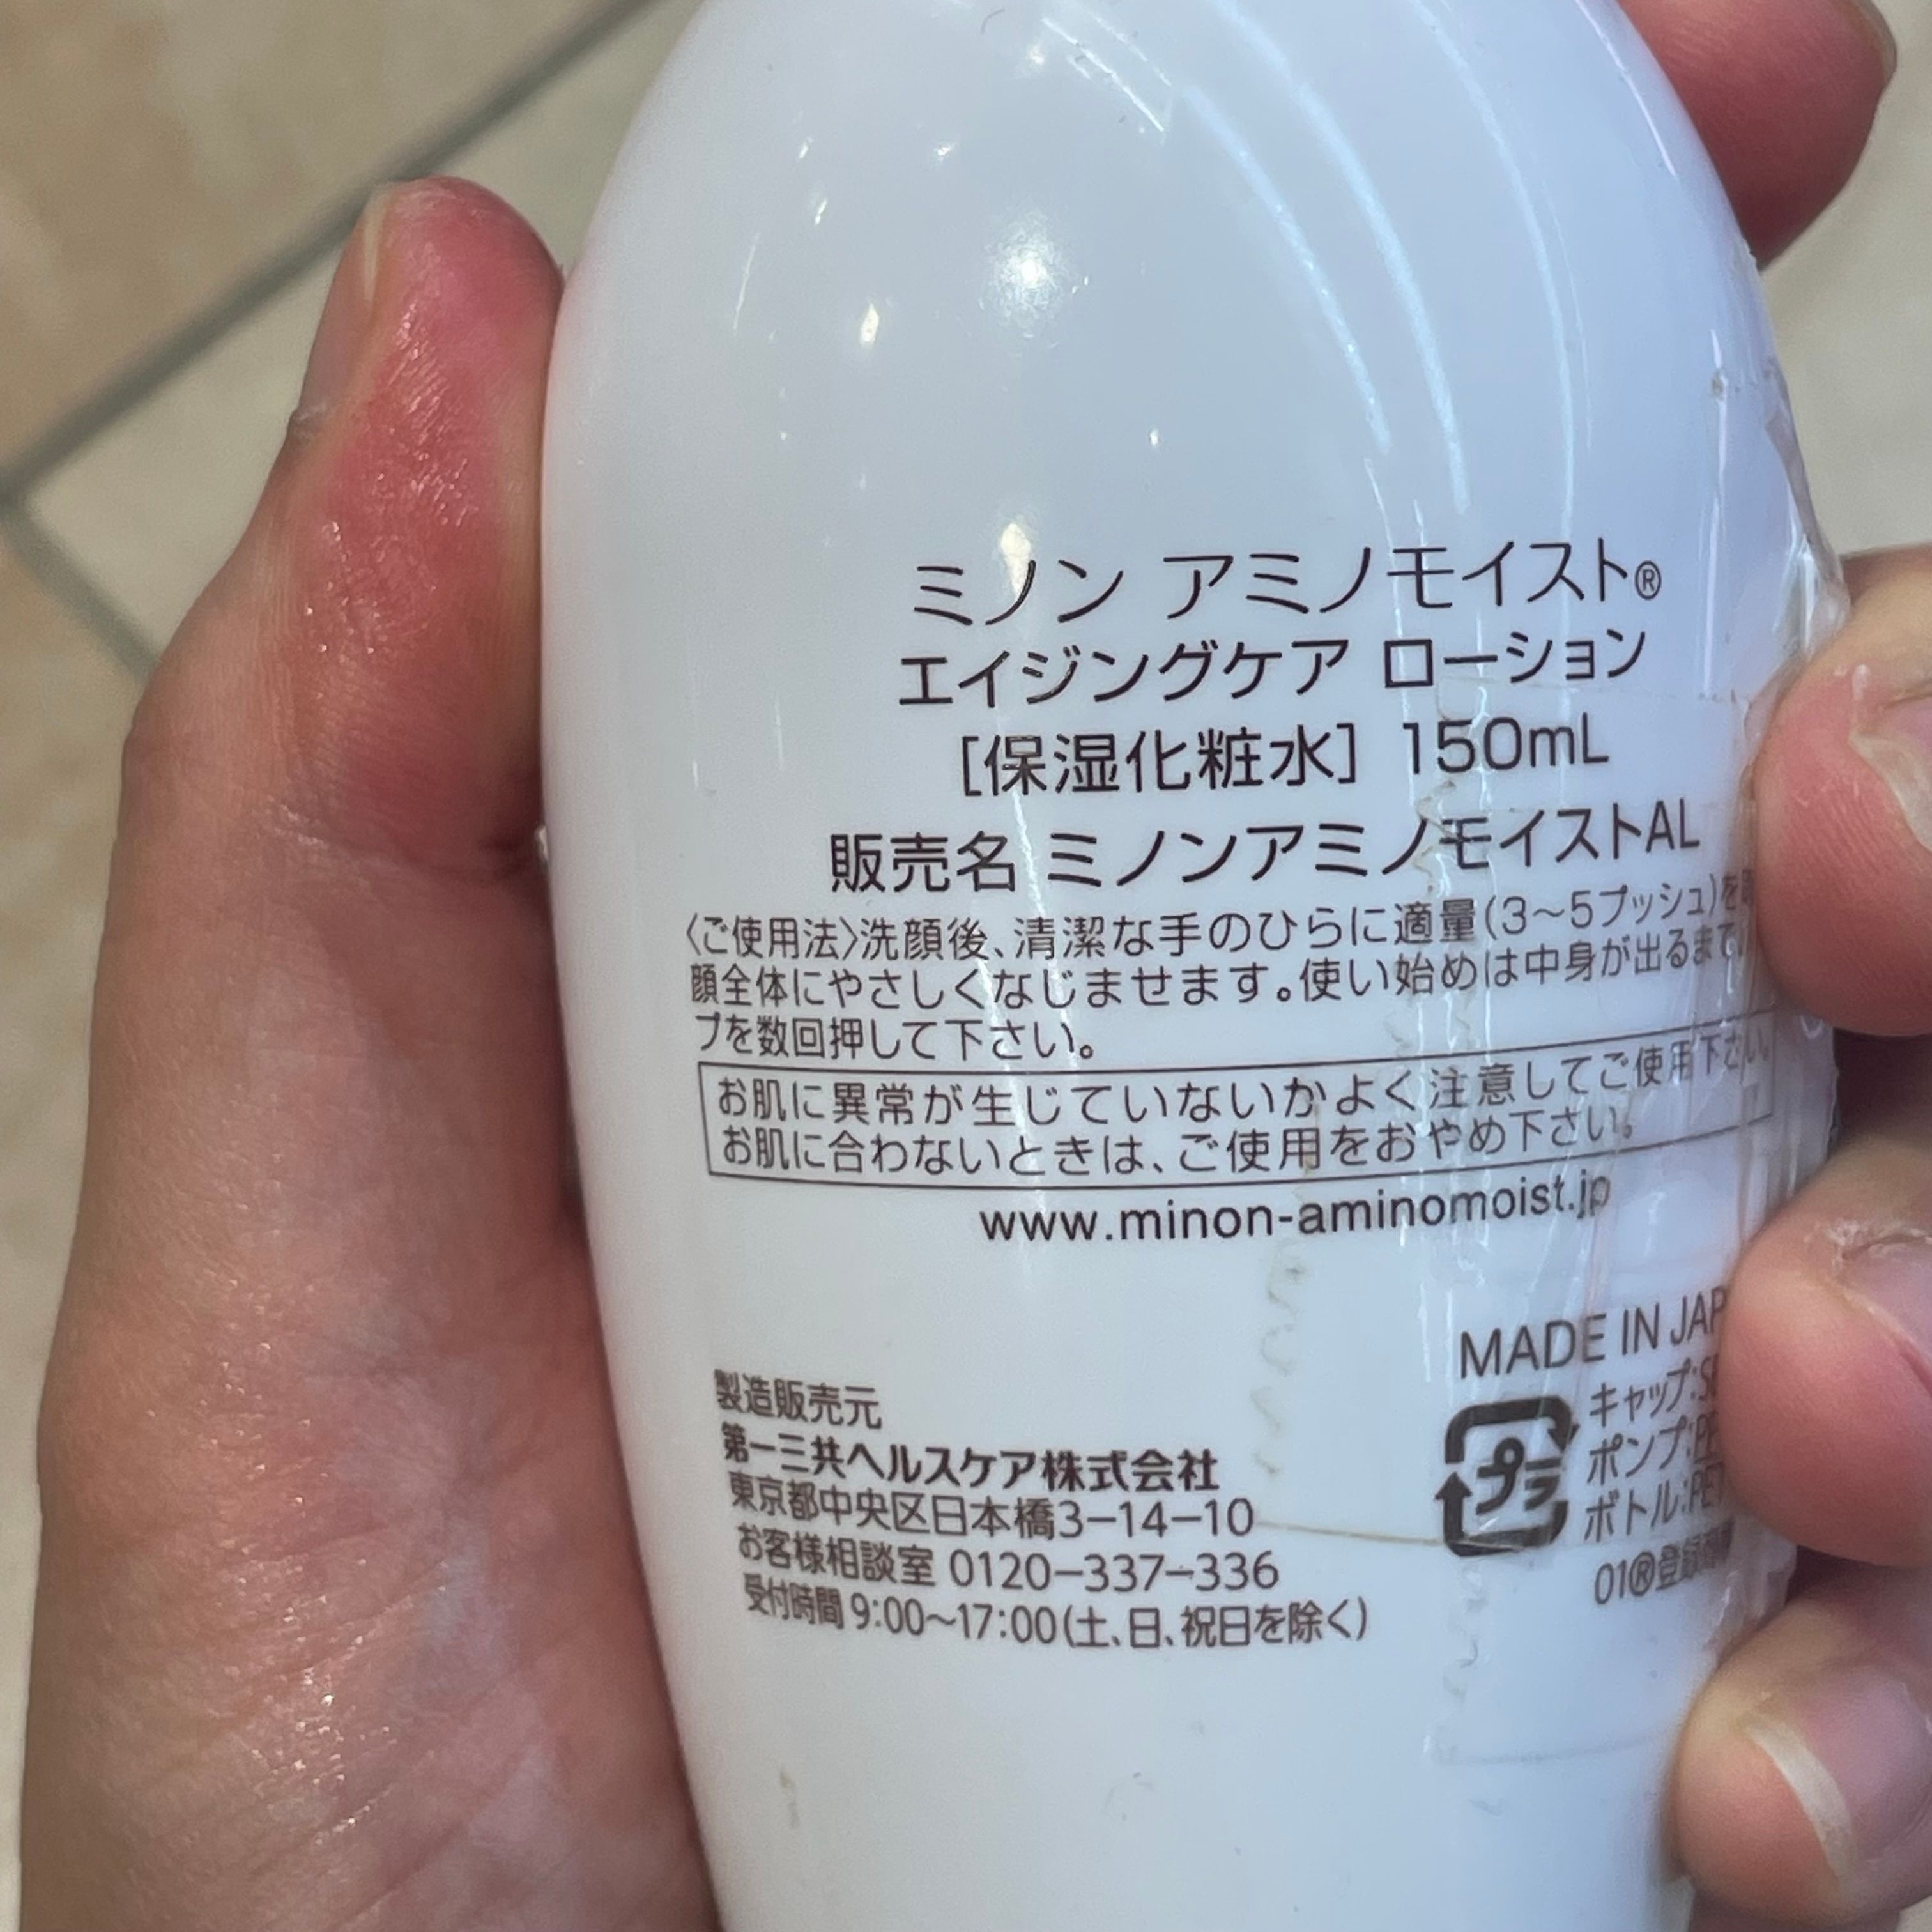 ミノン アミノモイスト®
エイジングケア ローション
[保湿化粧水] 150mL
販売名 ミノンアミノモイストAL
〈ご使用法〉洗顔後、清潔な手のひらに適量(3～5プッシュ)を
顔全体にやさしくなじませます。使い始めは中身が出るまで
プを数回押して下さい。
お肌に異常が生じていないかよく注意してご使用下さい。
お肌に合わないときは、ご使用をおやめ下さい。
www.minon-aminomoist.jp
製造販売元
第一三共ヘルスケア株式会社
東京都中央区日本橋3−14−10
お客様相談室 0120−337−336
受付時間 9:00～17:00(土、日、祝日を除く)
MADE IN
プラ
キャップ:
ポンプ:
ボトル:PET
01®登録商標